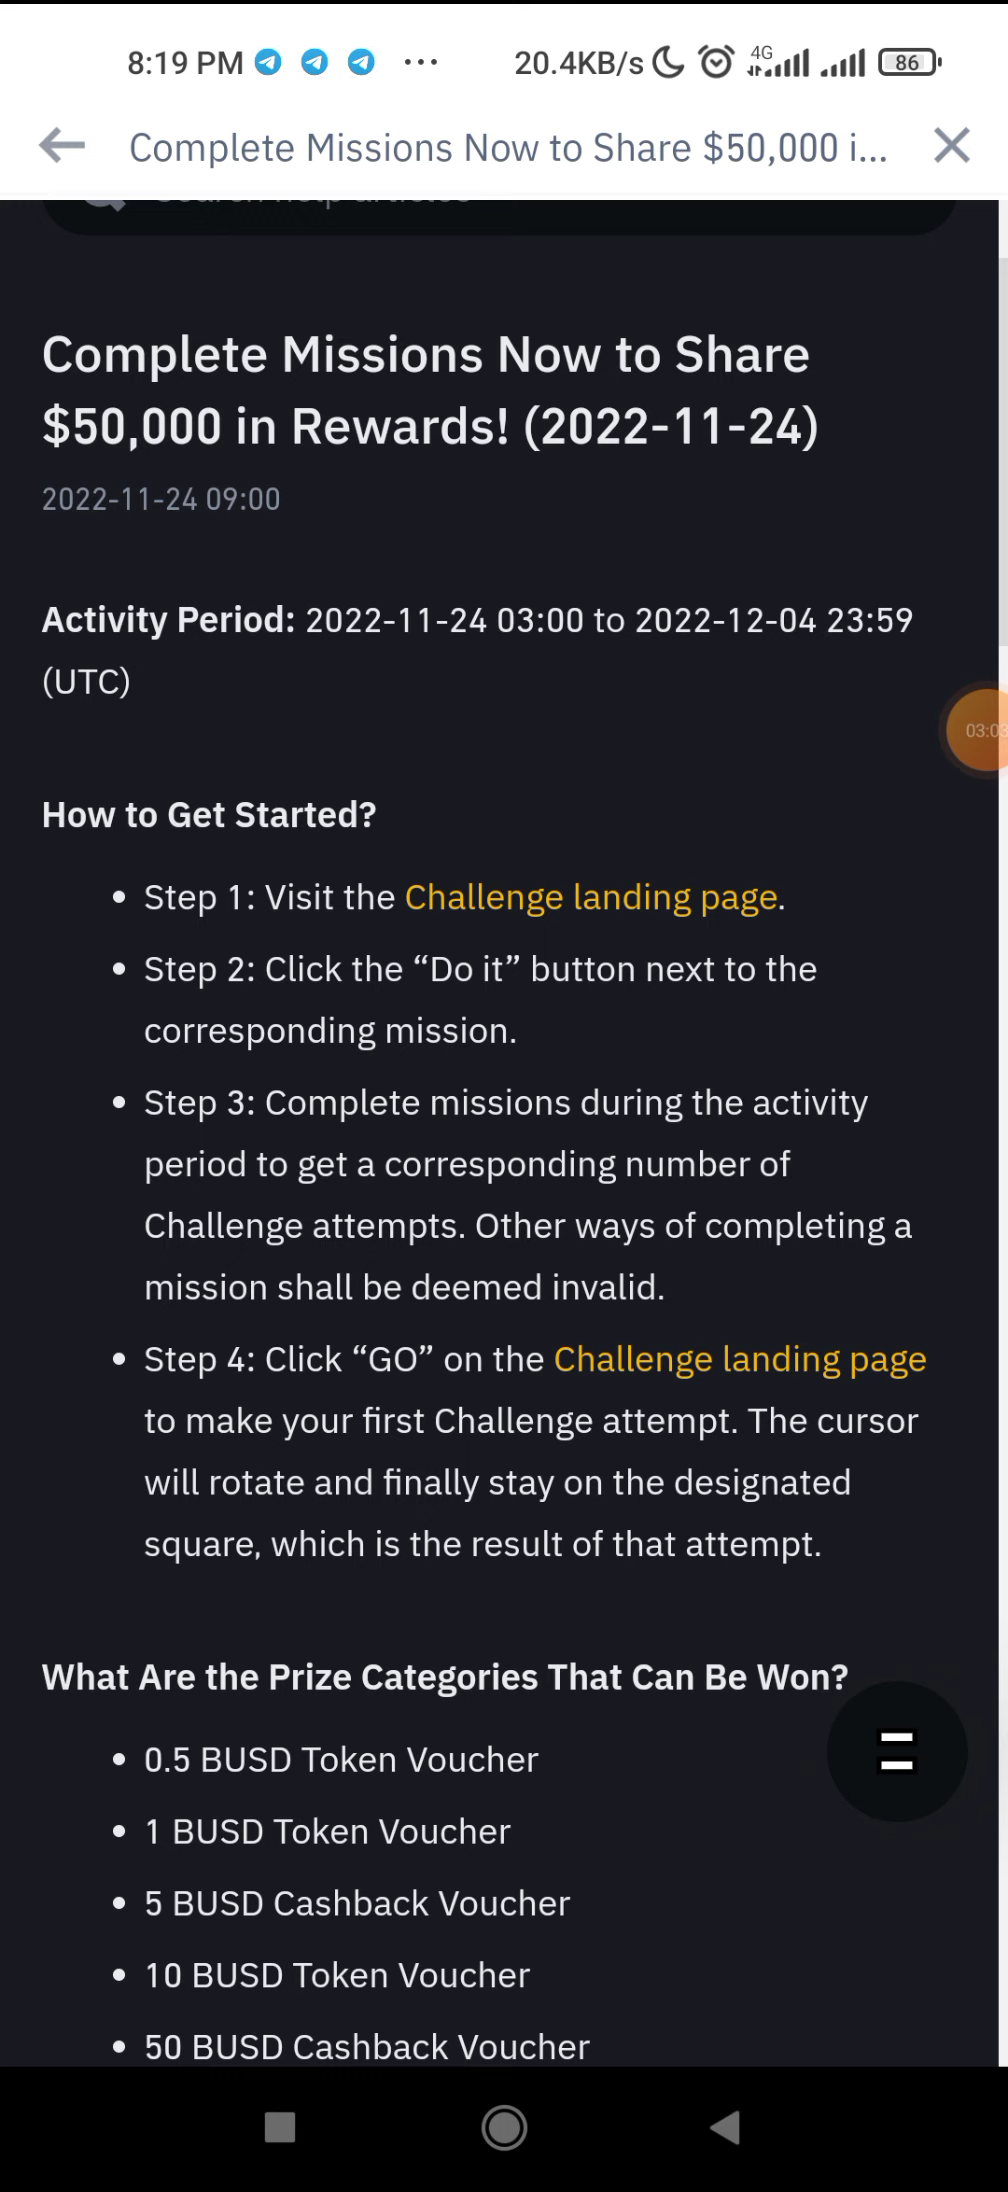 8:19 PM ... 20.4KB/s 4G 86
Complete Missions Now to Share $50,000 i...
Search help articles
Complete Missions Now to Share
$50,000 in Rewards! (2022-11-24)
2022-11-24 09:00
Activity Period: 2022-11-24 03:00 to 2022-12-04 23:59
(UTC)
03:03
How to Get Started?
• Step 1: Visit the Challenge landing page.
• Step 2: Click the “Do it” button next to the
corresponding mission.
• Step 3: Complete missions during the activity
period to get a corresponding number of
Challenge attempts. Other ways of completing a
mission shall be deemed invalid.
• Step 4: Click “GO” on the Challenge landing page
to make your first Challenge attempt. The cursor
will rotate and finally stay on the designated
square, which is the result of that attempt.
What Are the Prize Categories That Can Be Won?
• 0.5 BUSD Token Voucher
• 1 BUSD Token Voucher
• 5 BUSD Cashback Voucher
• 10 BUSD Token Voucher
• 50 BUSD Cashback Voucher